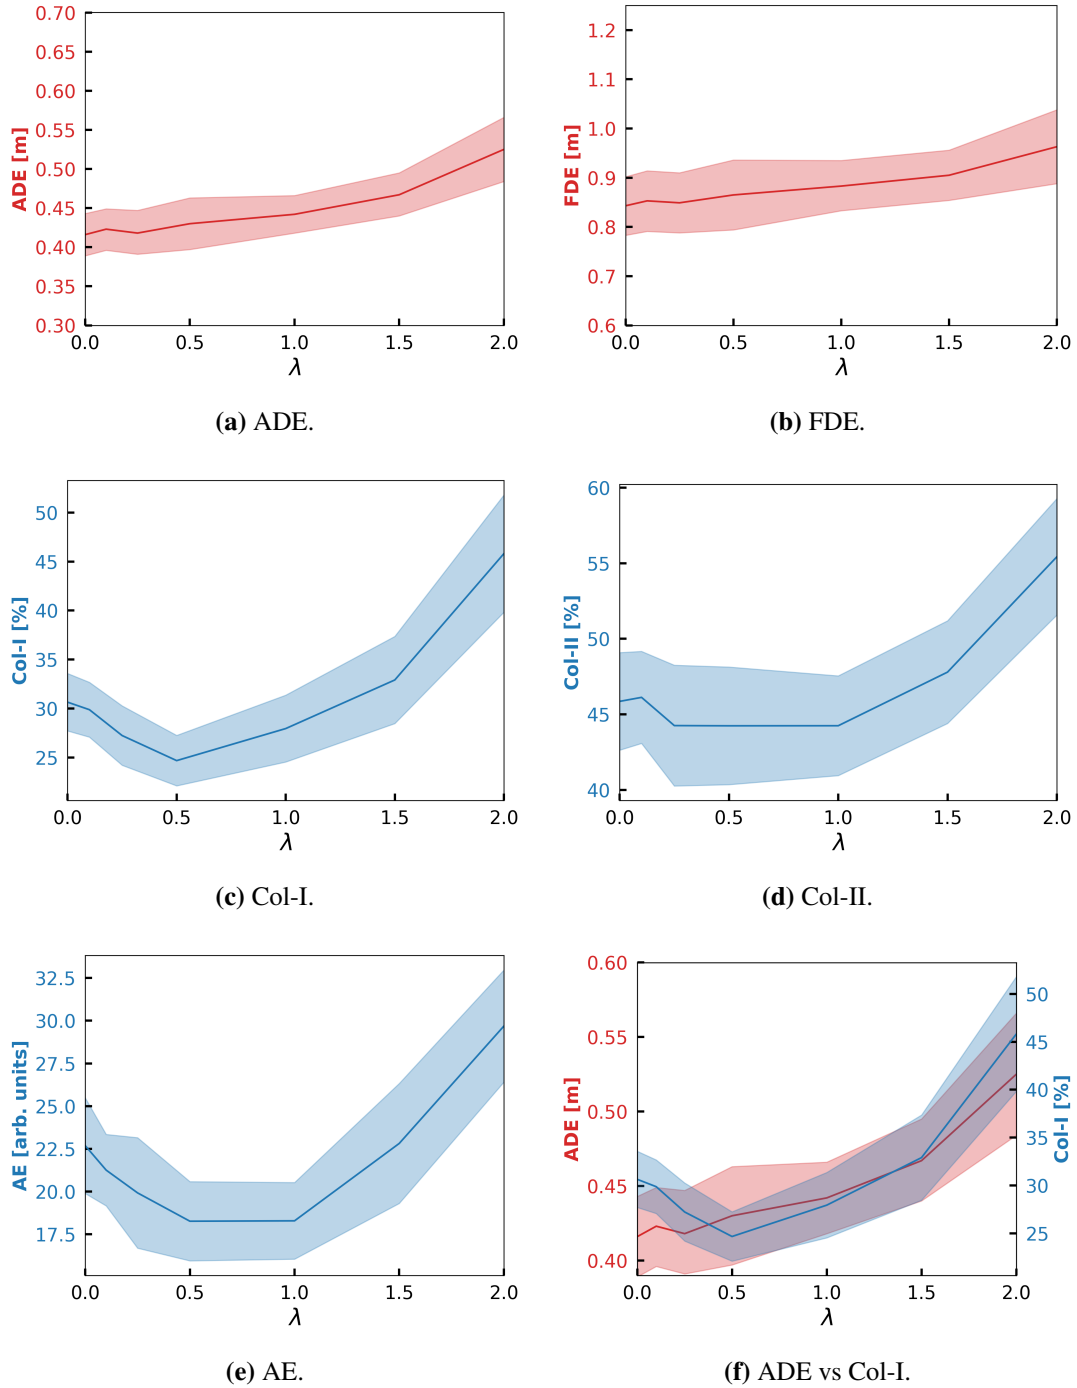 0.70
0.65
0.60
0.55
0.50
0.45
0.40
0.35
0.30
ADE [m]
0.0 0.5 1.0 1.5 2.0
λ
(a) ADE.
1.2
1.1
1.0
0.9
0.8
0.7
0.6
FDE [m]
0.0 0.5 1.0 1.5 2.0
λ
(b) FDE.
50
45
40
35
30
25
Col-I [%]
0.0 0.5 1.0 1.5 2.0
λ
(c) Col-I.
60
55
50
45
40
Col-II [%]
0.0 0.5 1.0 1.5 2.0
λ
(d) Col-II.
32.5
30.0
27.5
25.0
22.5
20.0
17.5
AE [arb. units]
0.0 0.5 1.0 1.5 2.0
λ
(e) AE.
0.60
0.55
0.50
0.45
0.40
ADE [m]
50
45
40
35
30
25
Col-I [%]
0.0 0.5 1.0 1.5 2.0
λ
(f) ADE vs Col-I.